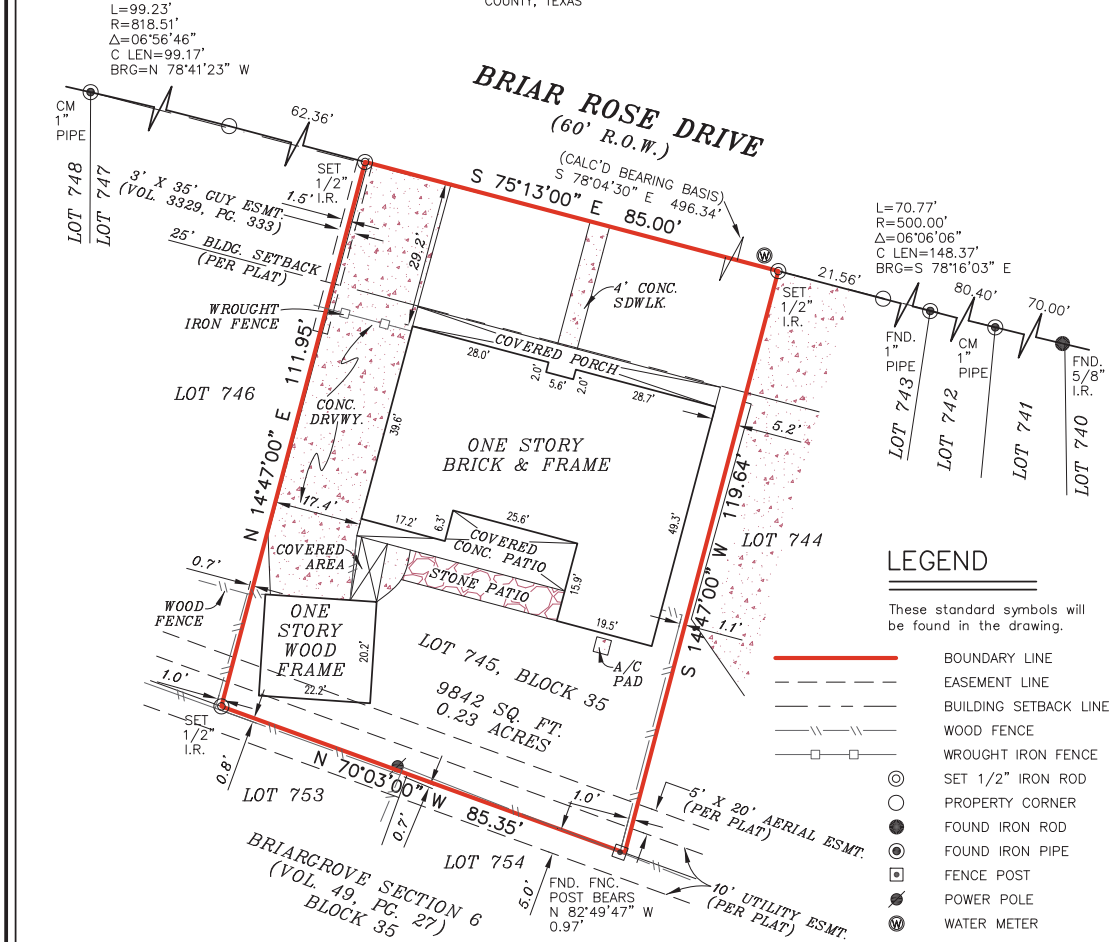 COUNTY, TEXAS
L=99.23'
R=818.51'
Δ=06°56'46"
C LEN=99.17'
BRG=N 78°41'23" W
BRIAR ROSE DRIVE
(60' R.O.W.)
(CALC'D BEARING BASIS)
S 78°04'30" E 496.34'
S 75°13'00" E 85.00'
CM
1"
PIPE
62.36'
LOT 748
LOT 747
SET
1/2"
I.R.
3' X 35' GUY ESMT.
(VOL. 3329, PG. 333)
1.5'
25' BLDG. SETBACK
(PER PLAT)
29.2'
4' CONC.
SDWLK.
L=70.77'
R=500.00'
Δ=06°06'06"
C LEN=148.37'
BRG=S 78°16'03" E
W
21.56'
80.40'
70.00'
SET
1/2"
I.R.
FND.
1"
PIPE
CM
1"
PIPE
FND.
5/8"
I.R.
LOT 743
LOT 742
LOT 741
LOT 740
WROUGHT
IRON FENCE
COVERED PORCH
28.0'
2.0'
5.6'
2.0'
28.7'
LOT 746
N 14°47'00" E 111.95'
CONC.
DRVWY.
39.6'
ONE STORY
BRICK & FRAME
5.2'
S 14°47'00" W 119.64'
49.3'
LOT 744
17.4'
17.2'
6.3'
25.6'
COVERED
CONC. PATIO
15.9'
COVERED
AREA
STONE PATIO
0.7'
WOOD
FENCE
ONE
STORY
WOOD
FRAME
20.2'
22.2'
19.5'
1.1'
A/C
PAD
LOT 745, BLOCK 35
9842 SQ. FT.
0.23 ACRES
1.0'
SET
1/2"
I.R.
0.8'
N 70°03'00" W 85.35'
LOT 753
0.7'
LOT 754
1.0'
5.0'
5' X 20' AERIAL ESMT.
(PER PLAT)
10' UTILITY ESMT.
(PER PLAT)
BRIARGROVE SECTION 6
(VOL. 49, PG. 27)
BLOCK 35
FND. FNC.
POST BEARS
N 82°49'47" W
0.97'
LEGEND
These standard symbols will
be found in the drawing.
BOUNDARY LINE
EASEMENT LINE
BUILDING SETBACK LINE
WOOD FENCE
WROUGHT IRON FENCE
SET 1/2" IRON ROD
PROPERTY CORNER
FOUND IRON ROD
FOUND IRON PIPE
FENCE POST
POWER POLE
W WATER METER